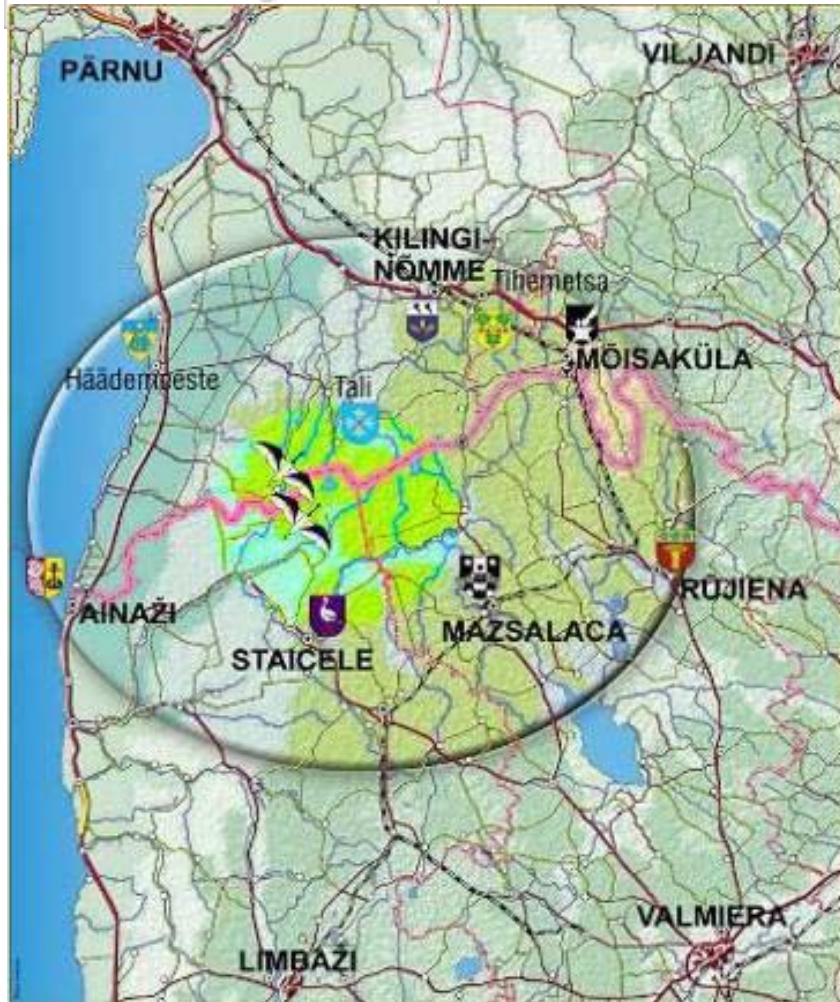 PÄRNU
VILJANDI
KILINGI-
NÕMME
Tihemetsa
MÕISAKÜLA
Häädemeeste
Tali
AINAŽI
RŪJIENA
MAZSALACA
STAICELE
VALMIERA
LIMBAŽI